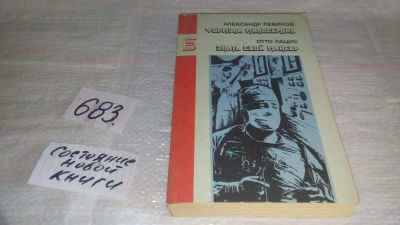 АЛЕКСАНДР ЛЕВИКОВ
ФОРМУЛА МИЛОСЕРДИЯ
ОТТО ЛАЦИС
ЗНАТЬ СВОЙ МАНЕВР
683.
Состояние
новой
книги